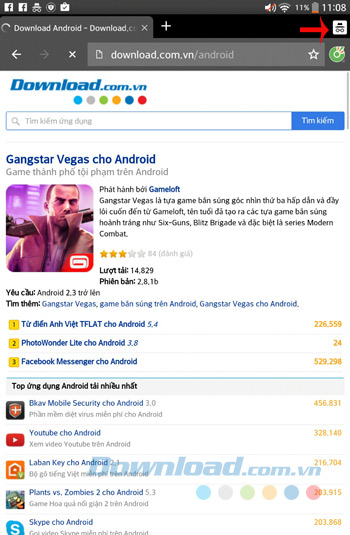 11% 11:08
Download Android – Download.c
download.com.vn/android
Download.com.vn
Tìm kiếm ứng dụng
Tìm kiếm
Gangstar Vegas cho Android
Game thành phố tội phạm trên Android
Phát hành bởi Gameloft
Gangstar Vegas là tựa game bắn súng góc nhìn thứ ba hấp dẫn và đầy
lôi cuốn đến từ Gameloft, tên tuổi đã tạo ra các tựa game bắn súng
hoành tráng như Six-Guns, Blitz Brigade và đặc biệt là series Modern
Combat.
84 (đánh giá)
Lượt tải: 14,829
Phiên bản: 2,8,1b
Yêu cầu: Android 2.3 trở lên
Tìm thêm: Gangstar Vegas, game bắn súng trên Android, Gangstar Vegas cho Android,
1 Từ điển Anh Việt TFLAT cho Android 5.4 226.559
2 PhotoWonder Lite cho Android 3.8 24
3 Facebook Messenger cho Android 529.298
Top ứng dụng Android tải nhiều nhất
Bkav Mobile Security cho Android 3.0 456.831
Phần mềm diệt virus miễn phí cho Android
Youtube cho Android 328.140
Xem video Youtube trên Android
Laban Key cho Android 2.1 216.704
Bộ gõ tiếng Việt miễn phí trên Android
Download.com.vn
Plants vs. Zombies 2 cho Android 5.3 203.915
Game Hoa quả nổi giận 2 trên Android
Skype cho Android 203.868
Gọi video Skype miễn phí trên Android